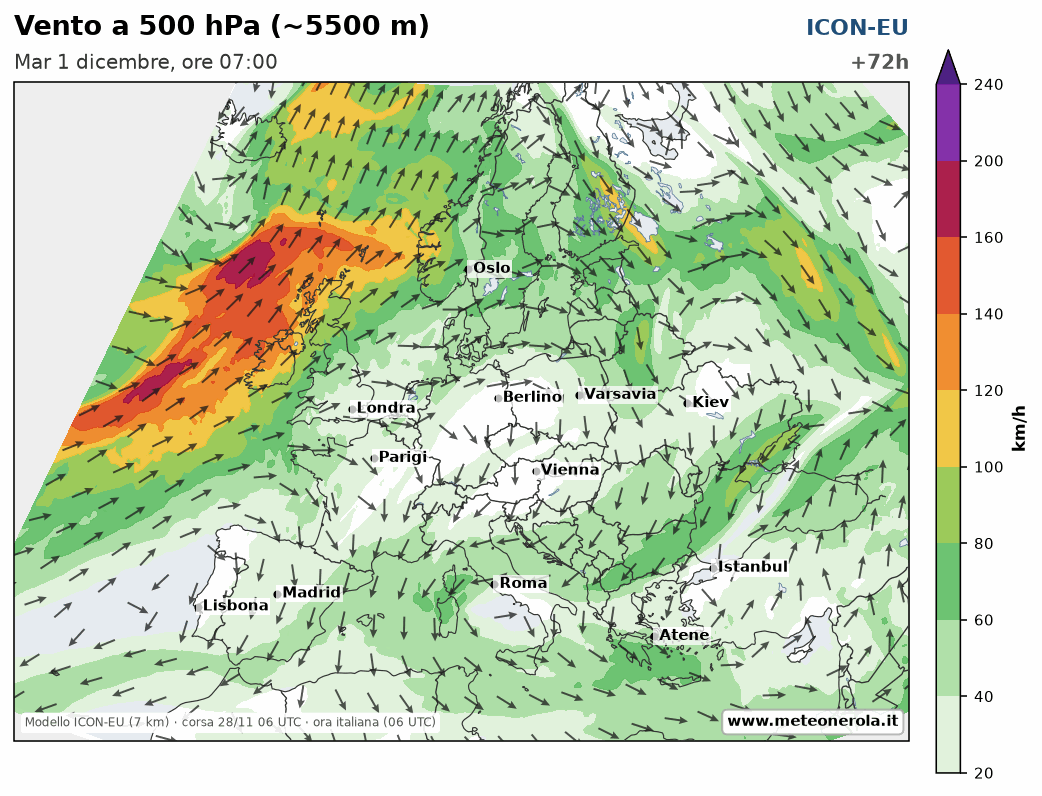 Vento a 500 hPa (~5500 m)
ICON-EU
Mar 1 dicembre, ore 07:00
+72h
240
200
160
140
120
100
80
60
40
20
km/h
Oslo
Berlino
Varsavia
Kiev
Londra
Parigi
Vienna
Istanbul
Roma
Madrid
Lisbona
Atene
Modello ICON-EU (7 km) · corsa 28/11 06 UTC · ora italiana (06 UTC)
www.meteonerola.it